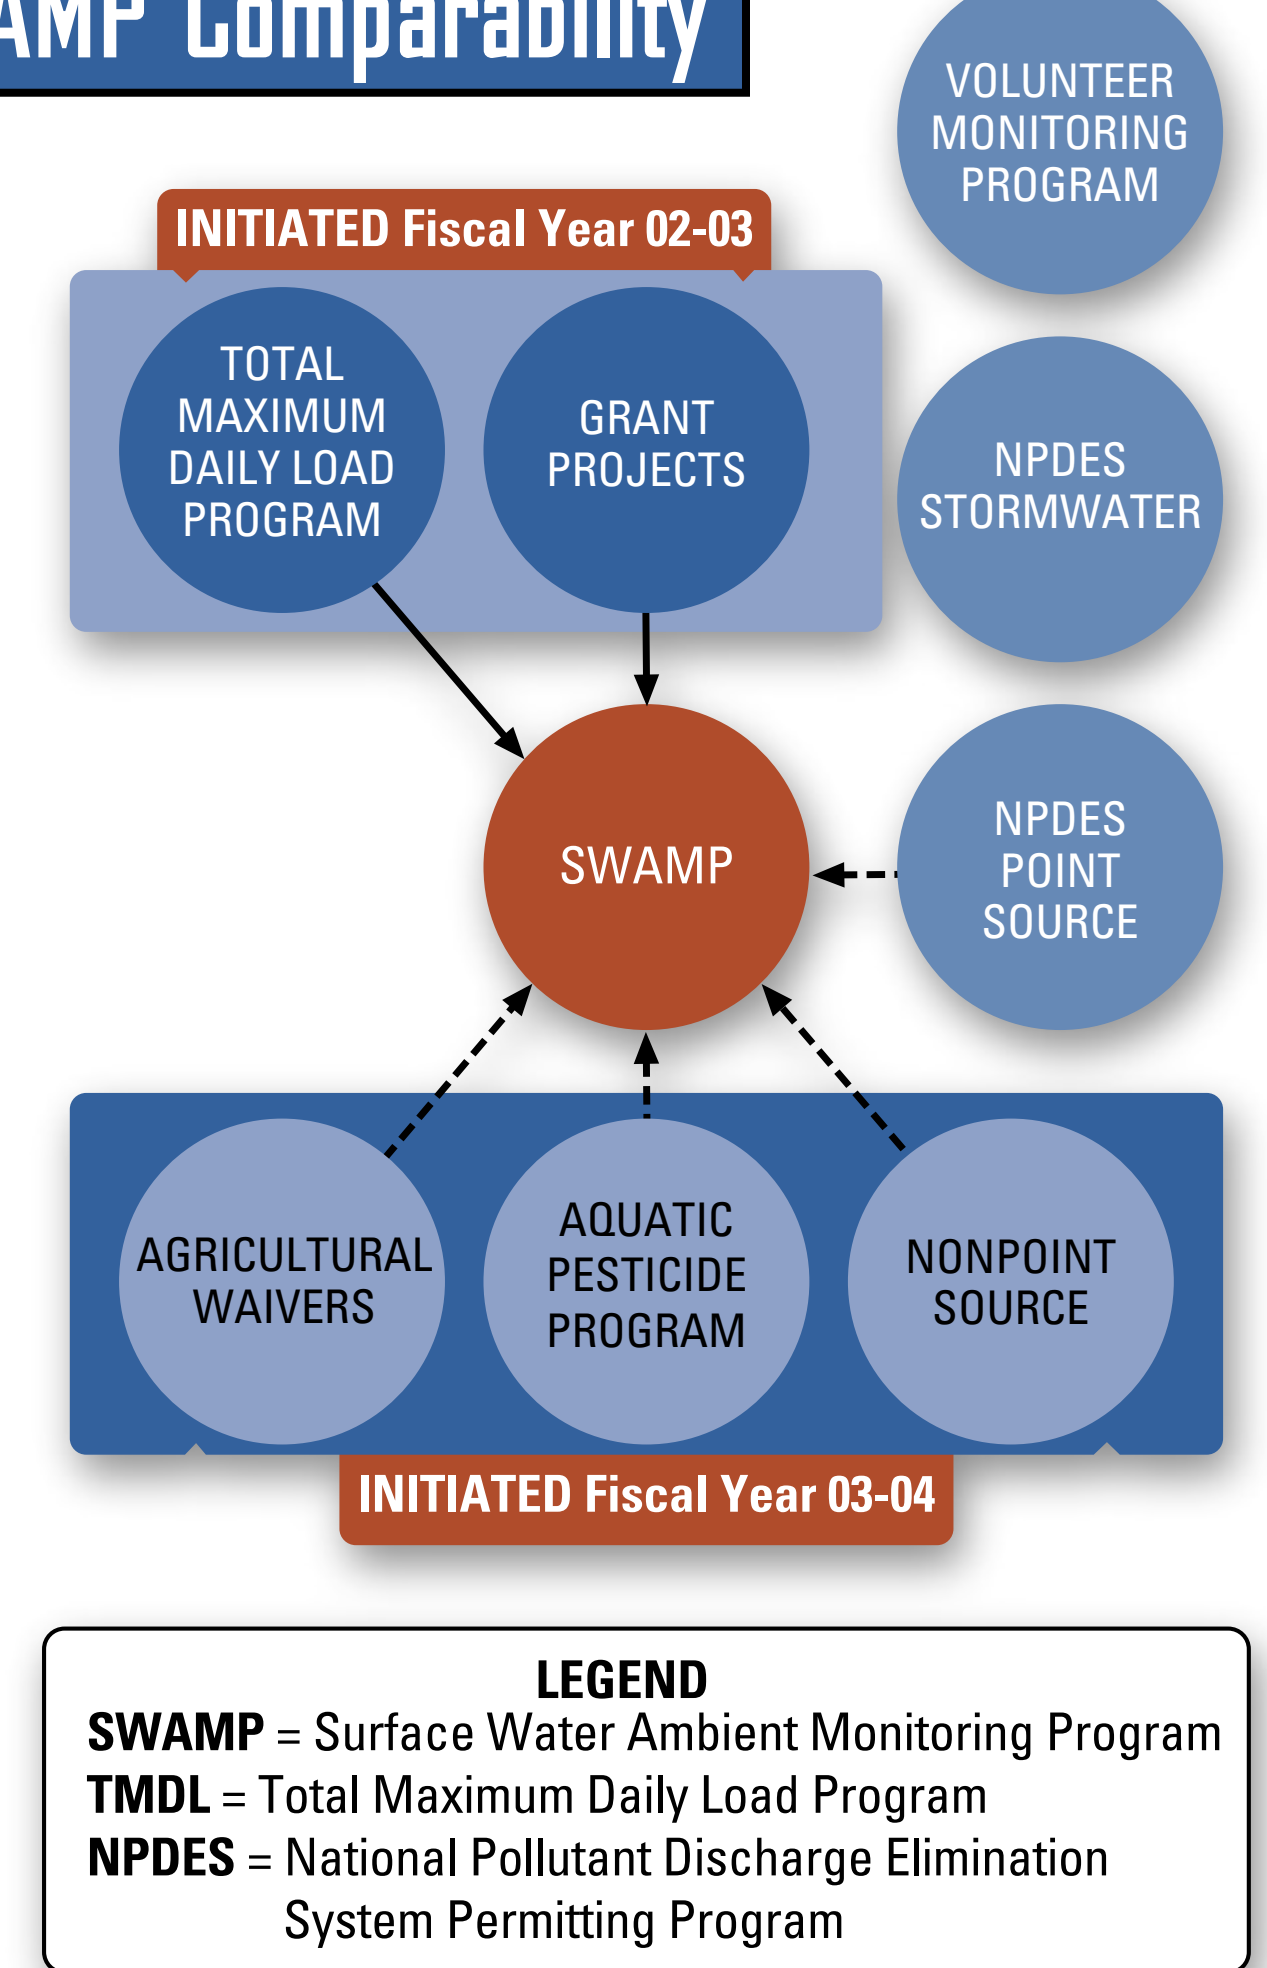 Comparability
VOLUNTEER
MONITORING
PROGRAM
INITIATED Fiscal Year 02-03
TOTAL
MAXIMUM
DAILY LOAD
PROGRAM
GRANT
PROJECTS
NPDES
STORMWATER
SWAMP
NPDES
POINT
SOURCE
AGRICULTURAL
WAIVERS
AQUATIC
PESTICIDE
PROGRAM
NONPOINT
SOURCE
INITIATED Fiscal Year 03-04
LEGEND
SWAMP = Surface Water Ambient Monitoring Program
TMDL = Total Maximum Daily Load Program
NPDES = National Pollutant Discharge Elimination
System Permitting Program